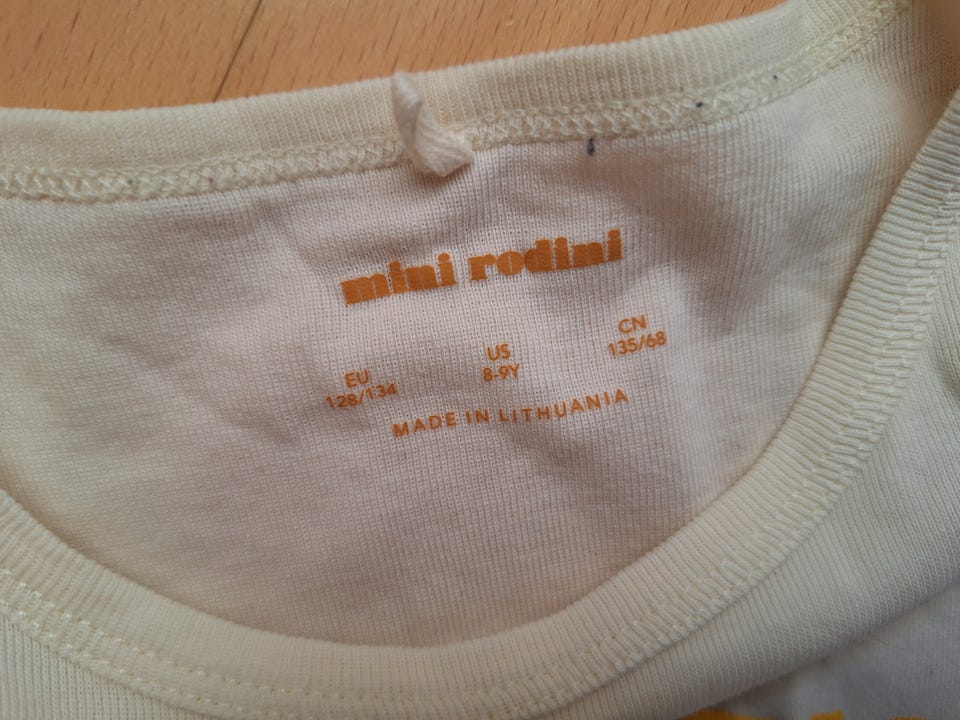 mini rodini
EU
128/134
US
8-9Y
CN
135/68
MADE IN LITHUANIA